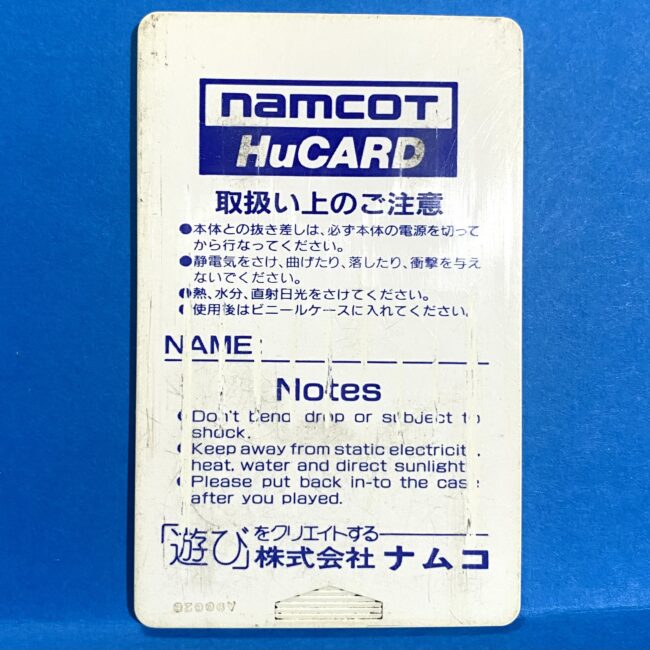 namcoT
HuCARD
取扱い上のご注意
●本体との抜き差しは、必ず本体の電源を切って
から行なってください。
●静電気をさけ、曲げたり、落したり、衝撃を与え
ないでください。
●熱、水分、直射日光をさけてください。
●使用後はビニールケースに入れてください。
NAME
Notes
●Don't bend drop or subject to
shock.
●Keep away from static electricity,
heat, water and direct sunlight
●Please put back in-to the case
after you played.
「遊び」をクリエイトする
株式会社 ナムコ